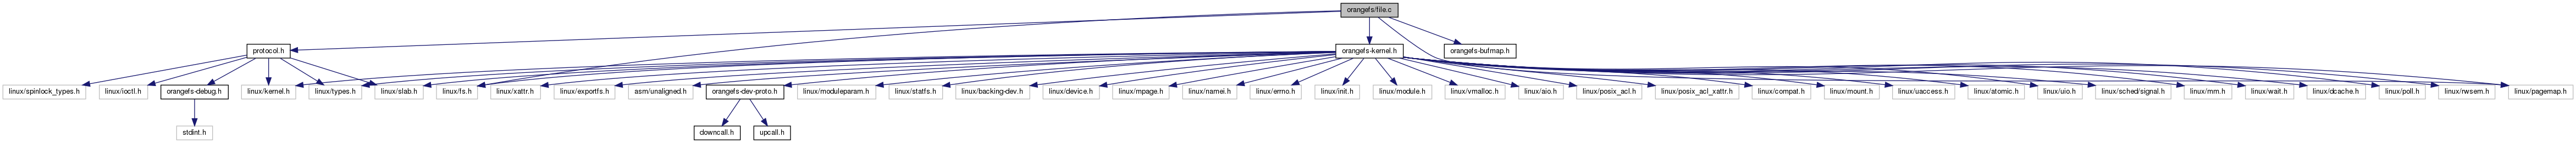 orangefs/file.c
protocol.h
orangefs-kernel.h
orangefs-bufmap.h
linux/spinlock_types.h
linux/ioctl.h
orangefs-debug.h
linux/kernel.h
linux/types.h
linux/slab.h
linux/fs.h
linux/xattr.h
linux/exportfs.h
asm/unaligned.h
orangefs-dev-proto.h
linux/moduleparam.h
linux/statfs.h
linux/backing-dev.h
linux/device.h
linux/mpage.h
linux/namei.h
linux/errno.h
linux/init.h
linux/module.h
linux/vmalloc.h
linux/aio.h
linux/posix_acl.h
linux/posix_acl_xattr.h
linux/compat.h
linux/mount.h
linux/uaccess.h
linux/atomic.h
linux/uio.h
linux/sched/signal.h
linux/mm.h
linux/wait.h
linux/dcache.h
linux/poll.h
linux/rwsem.h
linux/pagemap.h
stdint.h
downcall.h
upcall.h